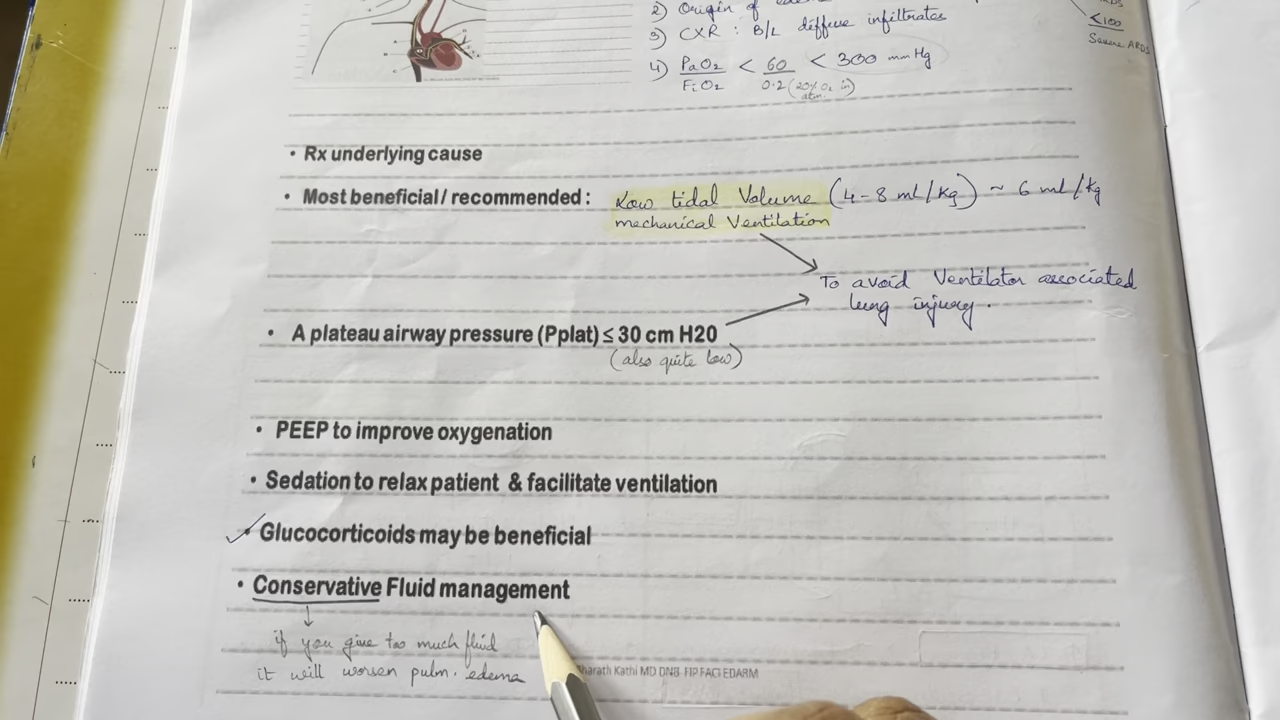 2) Origin of
3) CXR : B/L diffuse infiltrates
4) PaO2 / FiO2 < 60 / 0.2 (20% O2 in atm.) < 300 mm Hg
<100
Severe ARDS
• Rx underlying cause
• Most beneficial / recommended : Low tidal Volume (4-8 ml/kg) ~ 6 ml/kg
mechanical Ventilation
To avoid Ventilator associated
lung injury.
• A plateau airway pressure (Pplat) ≤ 30 cm H20
(also quite low)
• PEEP to improve oxygenation
• Sedation to relax patient & facilitate ventilation
• Glucocorticoids may be beneficial
• Conservative Fluid management
if you give too much fluid
it will worsen pulm. edema
Bharath Kathi MD DNB FIP FACI EDARM